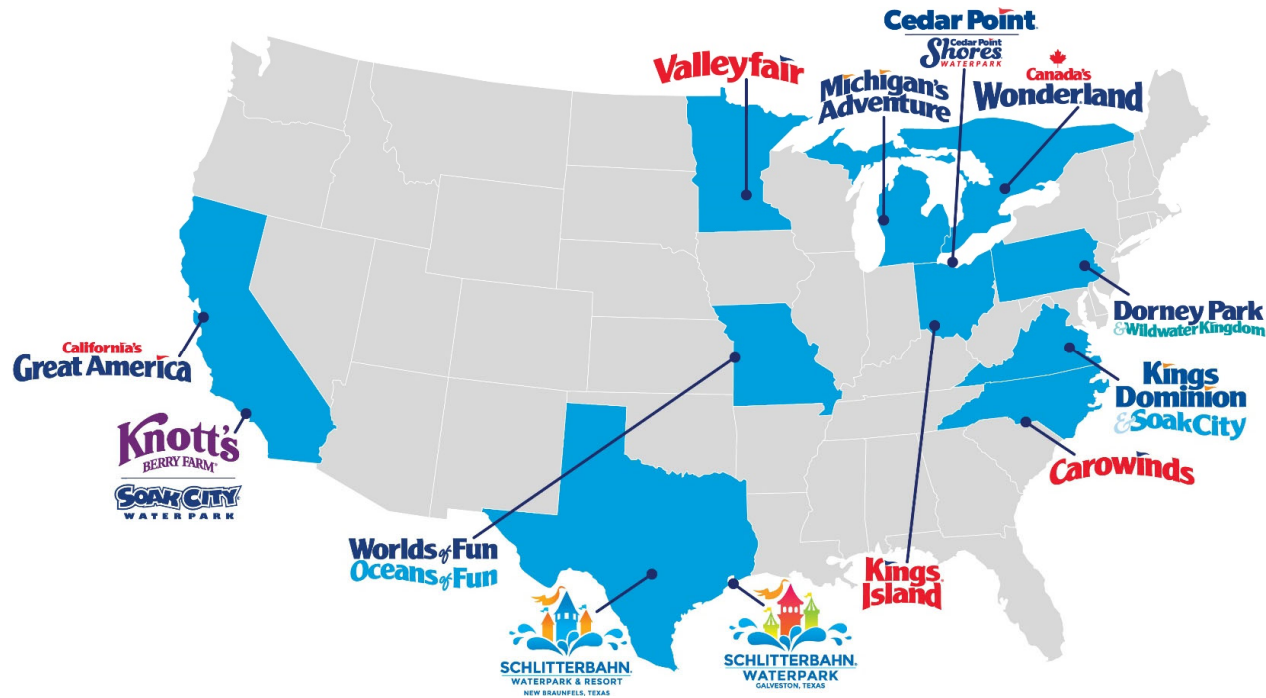 Cedar Point
Cedar Point
Shores
WATERPARK
Valleyfair
Michigan's
Adventure
Canada's
Wonderland
Dorney Park
&Wildwater Kingdom
California's
Great America
Kings
Dominion
&Soak City
Knott's
BERRY FARM®
SOAK CITY
WATERPARK
Carowinds
Worlds of Fun
Oceans of Fun
Kings
Island
SCHLITTERBAHN
WATERPARK & RESORT
NEW BRAUNFELS, TEXAS
SCHLITTERBAHN
WATERPARK
GALVESTON, TEXAS